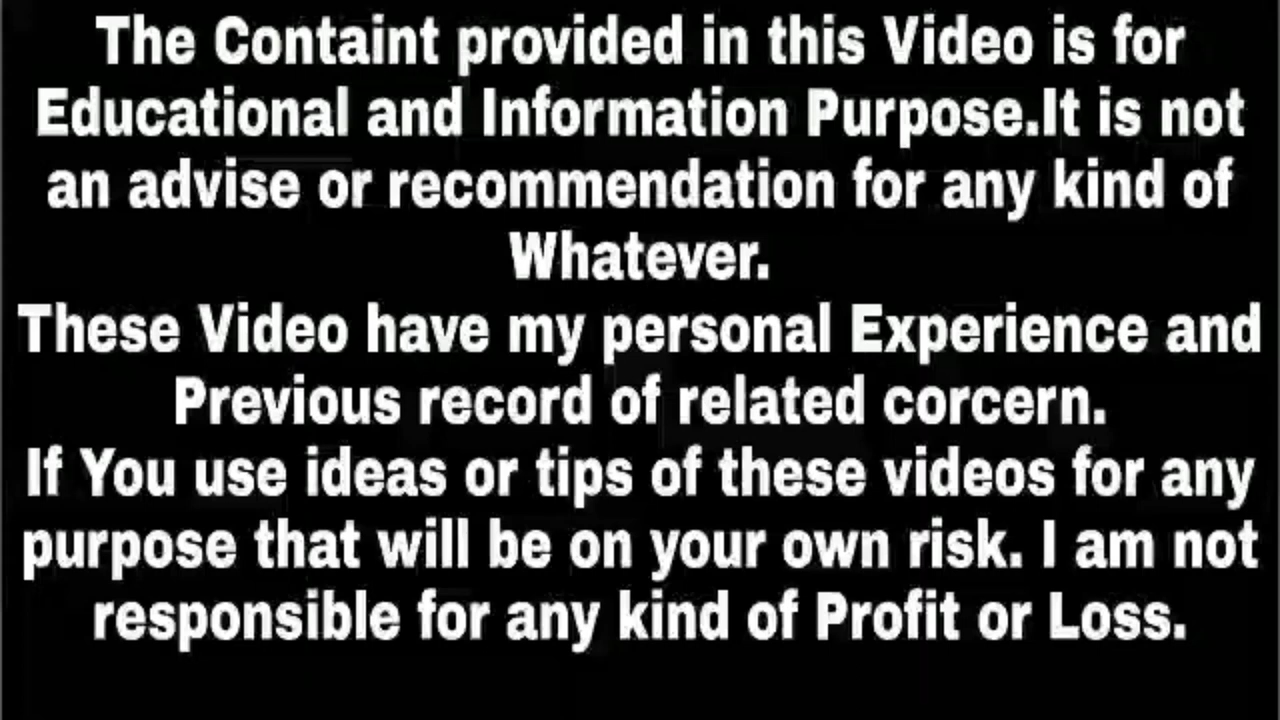 The Containt provided in this Video is for
Educational and Information Purpose.It is not
an advise or recommendation for any kind of
Whatever.
These Video have my personal Experience and
Previous record of related corcern.
If You use ideas or tips of these videos for any
purpose that will be on your own risk. I am not
responsible for any kind of Profit or Loss.